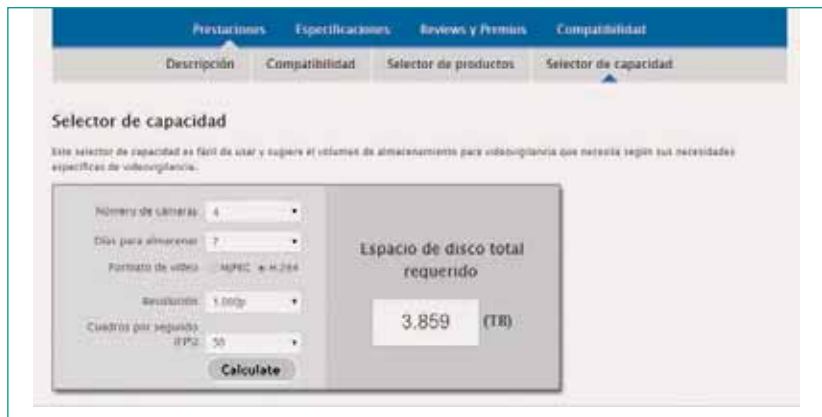 Prestaciones Especificaciones Reviews y Premios Compatibilidad
Descripción Compatibilidad Selector de productos Selector de capacidad
Selector de capacidad
Este selector de capacidad es fácil de usar y sugiere el volumen de almacenamiento para videovigilancia que necesita según sus necesidades
específicas de videovigilancia.
Número de cámaras 4
Días para almacenar 7
Formato de vídeo MJPEG H.264
Resolución 1.080p
Cuadros por segundo
(FPS) 50
Calculate
Espacio de disco total
requerido
3.859 (TB)